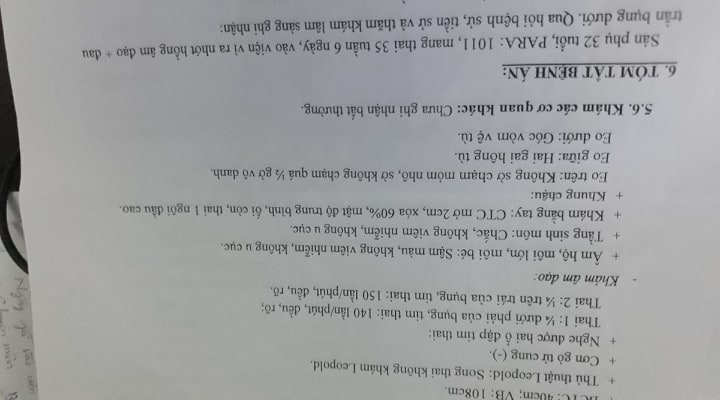 BCTC: 40cm; VB: 108cm.
+ Thủ thuật Leopold: Song thai không khám Leopold.
+ Cơn gò tử cung (-).
+ Nghe được hai ổ đập tim thai:
Thai 1: ¼ dưới phải của bụng, tim thai: 140 lần/phút, đều, rõ;
Thai 2: ¼ trên trái của bụng, tim thai: 150 lần/phút, đều, rõ.
- Khám âm đạo:
+ Âm hộ, môi lớn, môi bé: Sậm màu, không viêm nhiễm, không u cục.
+ Tầng sinh môn: Chắc, không viêm nhiễm, không u cục.
+ Khám bằng tay: CTC mở 2cm, xóa 60%, mật độ trung bình, ối còn, thai 1 ngôi đầu cao.
+ Khung chậu:
Eo trên: Không sờ chạm mỏm nhô, sờ không chạm quá ½ gờ vô danh.
Eo giữa: Hai gai hông tù.
Eo dưới: Góc vòm vệ tù.
5.6. Khám các cơ quan khác: Chưa ghi nhận bất thường.
6. TÓM TẮT BỆNH ÁN:
Sản phụ 32 tuổi, PARA: 1011, mang thai 35 tuần 6 ngày, vào viện vì ra nhớt hồng âm đạo + đau
trằn bụng dưới. Qua hỏi bệnh sử, tiền sử và thăm khám lâm sàng ghi nhận: